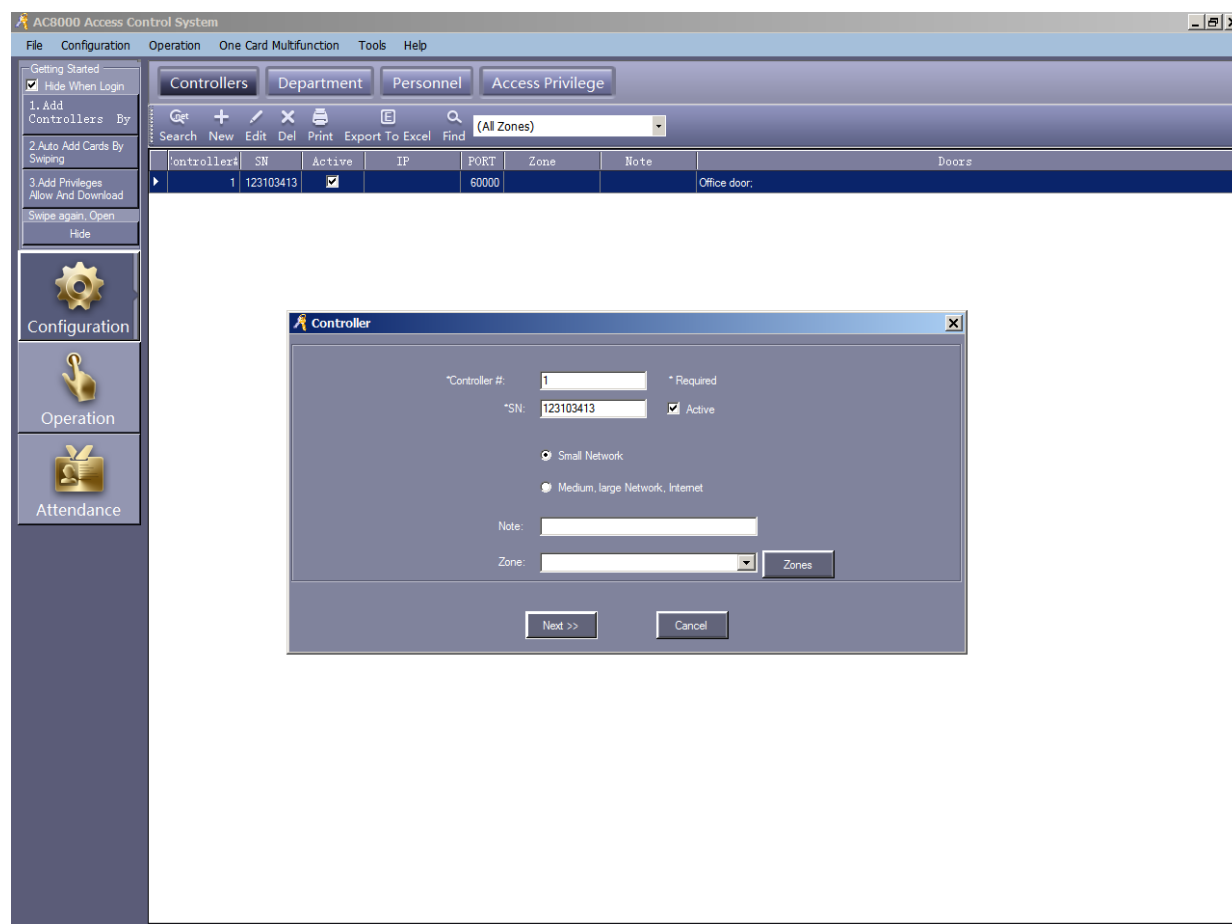 AC8000 Access Control System
File Configuration Operation One Card Multifunction Tools Help
Getting Started
Hide When Login
1.Add
Controllers By
2.Auto Add Cards By
Swiping
3.Add Privileges
Allow And Download
Swipe again, Open
Hide
Configuration
Operation
Attendance
Controllers Department Personnel Access Privilege
Get
Search New Edit Del Print Export To Excel Find (All Zones)
E
ontroller# SN Active IP PORT Zone Note Doors
1 123103413 60000 Office door;
Controller
*Controller #: 1 * Required
*SN: 123103413 Active
Small Network
Medium, large Network, Internet
Note:
Zone: Zones
Next >> Cancel